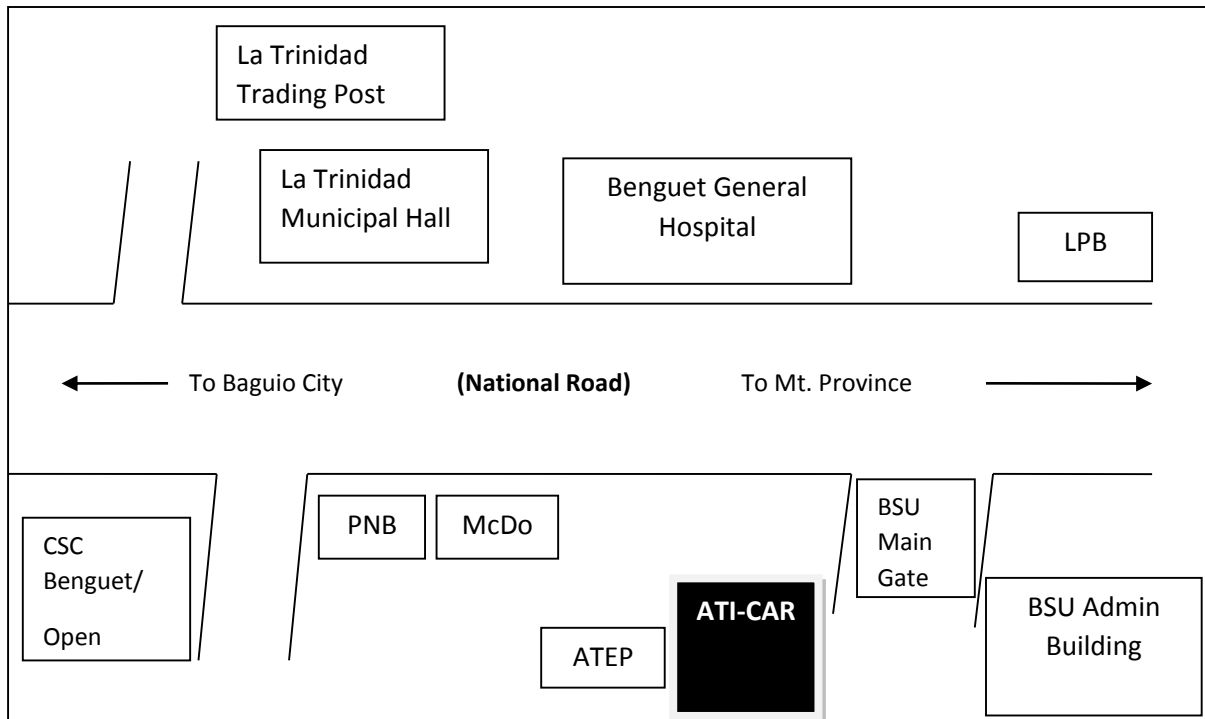 La Trinidad
Trading Post
La Trinidad
Municipal Hall
Benguet General
Hospital
LPB
To Baguio City
(National Road)
To Mt. Province
CSC
Benguet/
Open
PNB
McDo
ATEP
ATI-CAR
BSU
Main
Gate
BSU Admin
Building